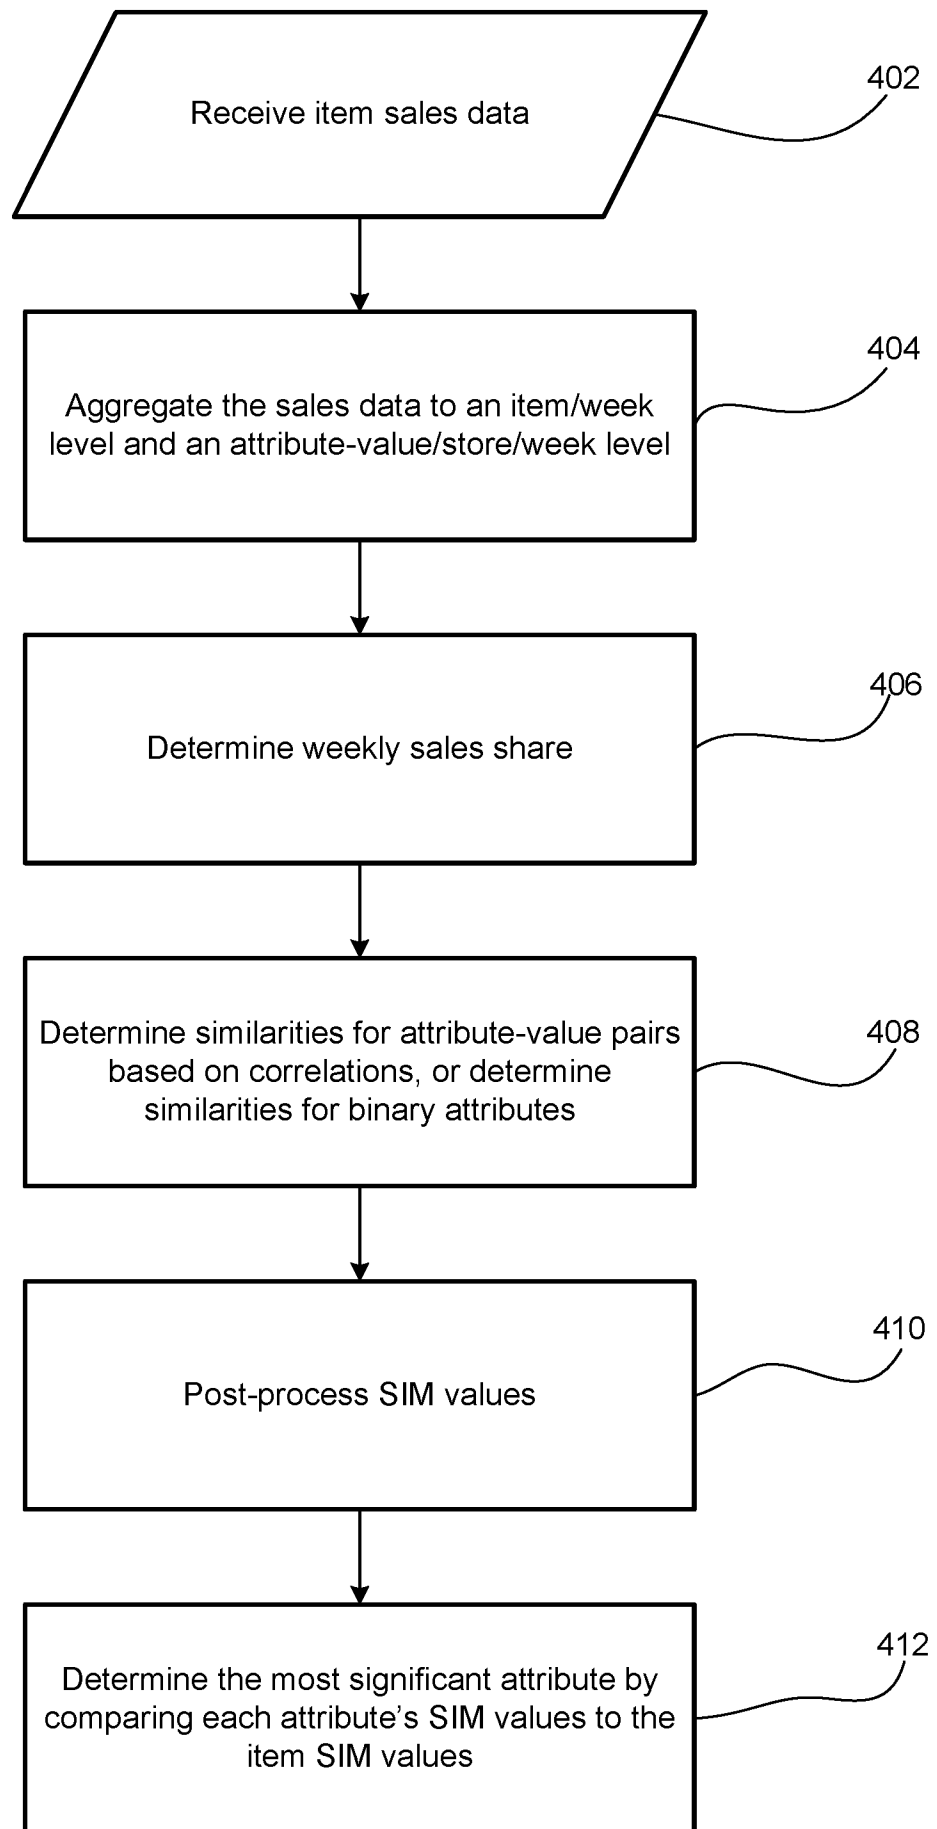 Receive item sales data
402
Aggregate the sales data to an item/week
level and an attribute-value/store/week level
404
Determine weekly sales share
406
Determine similarities for attribute-value pairs
based on correlations, or determine
similarities for binary attributes
408
Post-process SIM values
410
Determine the most significant attribute by
comparing each attribute's SIM values to the
item SIM values
412